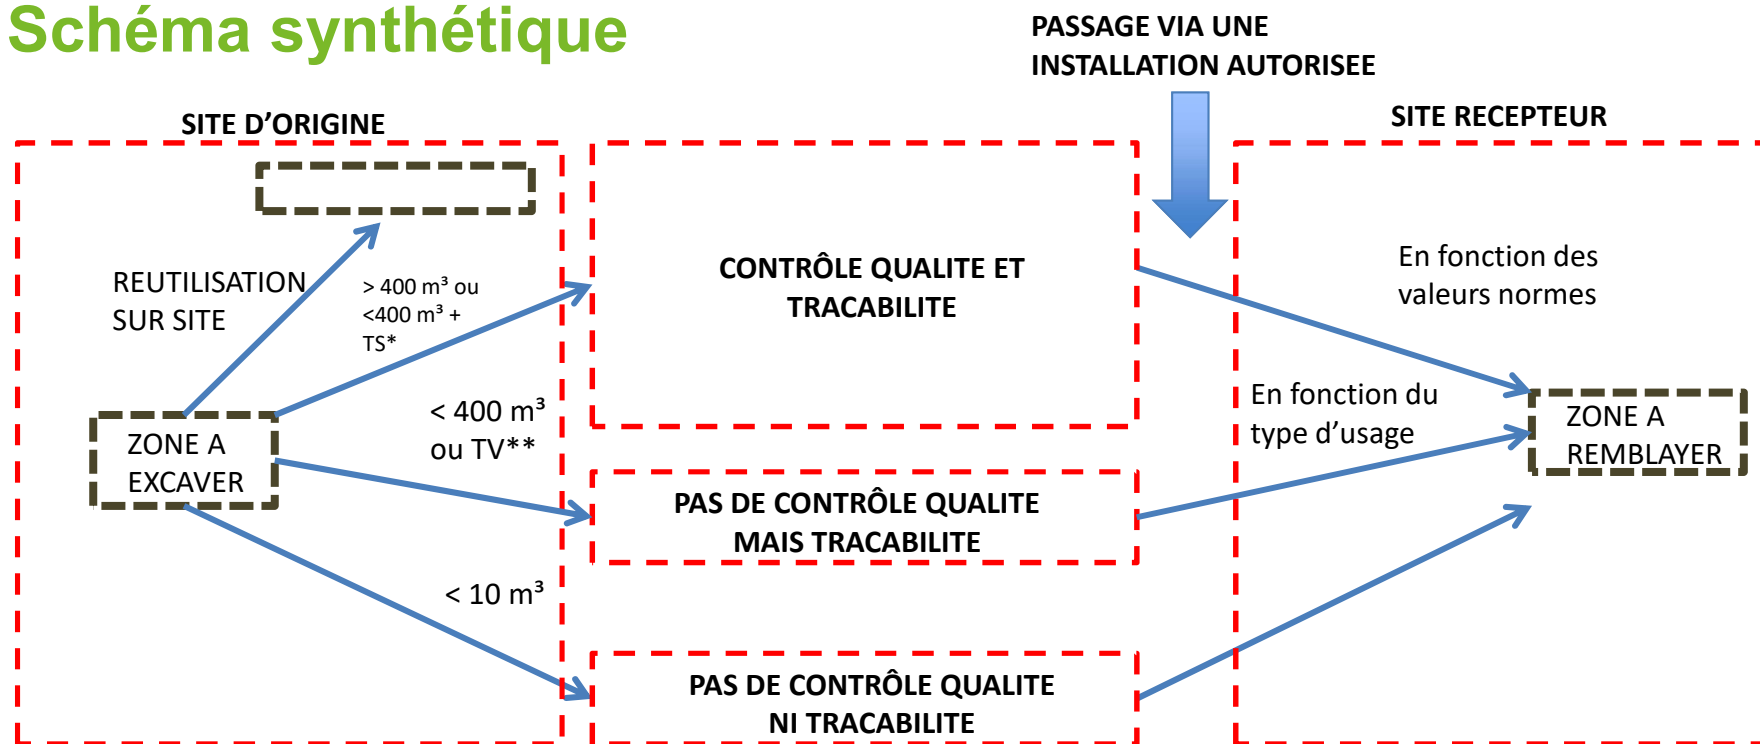 Schéma synthétique
PASSAGE VIA UNE
INSTALLATION AUTORISEE
SITE D’ORIGINE
SITE RECEPTEUR
REUTILISATION
SUR SITE
> 400 m³ ou
<400 m³ +
TS*
CONTRÔLE QUALITE ET
TRACABILITE
En fonction des
valeurs normes
ZONE A
EXCAVER
< 400 m³
ou TV**
En fonction du
type d’usage
ZONE A
REMBLAYER
PAS DE CONTRÔLE QUALITE
MAIS TRACABILITE
< 10 m³
PAS DE CONTRÔLE QUALITE
NI TRACABILITE